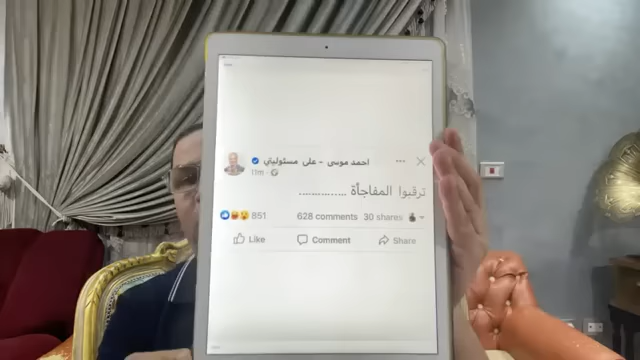 احمد موسى - على مسئوليتي
11m
ترقبوا المفاجأة ..............
851 628 comments 30 shares
Like Comment Share